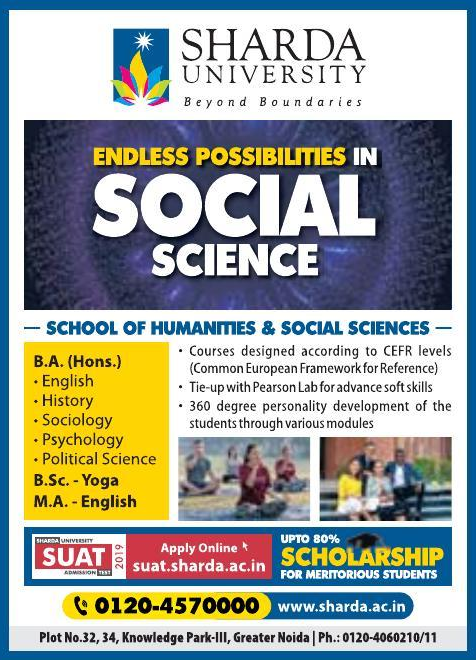 SHARDA
UNIVERSITY
Beyond Boundaries
ENDLESS POSSIBILITIES IN
SOCIAL
SCIENCE
SCHOOL OF HUMANITIES & SOCIAL SCIENCES
B.A. (Hons.)
• English
• History
• Sociology
• Psychology
• Political Science
B.Sc. - Yoga
M.A. - English
• Courses designed according to CEFR levels
(Common European Framework for Reference)
• Tie-up with Pearson Lab for advance soft skills
• 360 degree personality development of the
students through various modules
SHARDA UNIVERSITY
SUAT
ADMISSION TEST
2019
Apply Online
suat.sharda.ac.in
UPTO 80%
SCHOLARSHIP
FOR MERITORIOUS STUDENTS
0120-4570000
www.sharda.ac.in
Plot No.32, 34, Knowledge Park-III, Greater Noida | Ph.: 0120-4060210/11